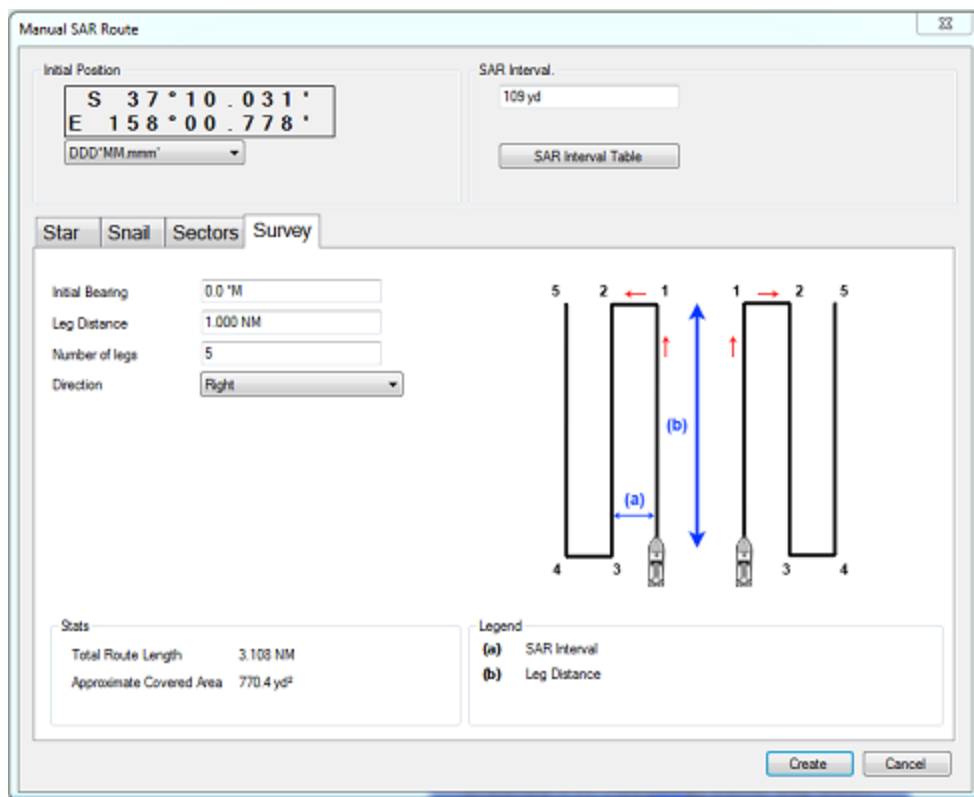 Manual SAR Route
Initial Position
S 37°10.031'
E 158°00.778'
DDD°MM.mmm'
SAR Interval.
109 yd
SAR Interval Table
Star Snail Sectors Survey
Initial Bearing 0.0 °M
Leg Distance 1.000 NM
Number of legs 5
Direction Right
5 2 1 1 2 5
(b)
(a)
4 3 3 4
Stats
Total Route Length 3.108 NM
Approximate Covered Area 770.4 yd²
Legend
(a) SAR Interval
(b) Leg Distance
Create Cancel